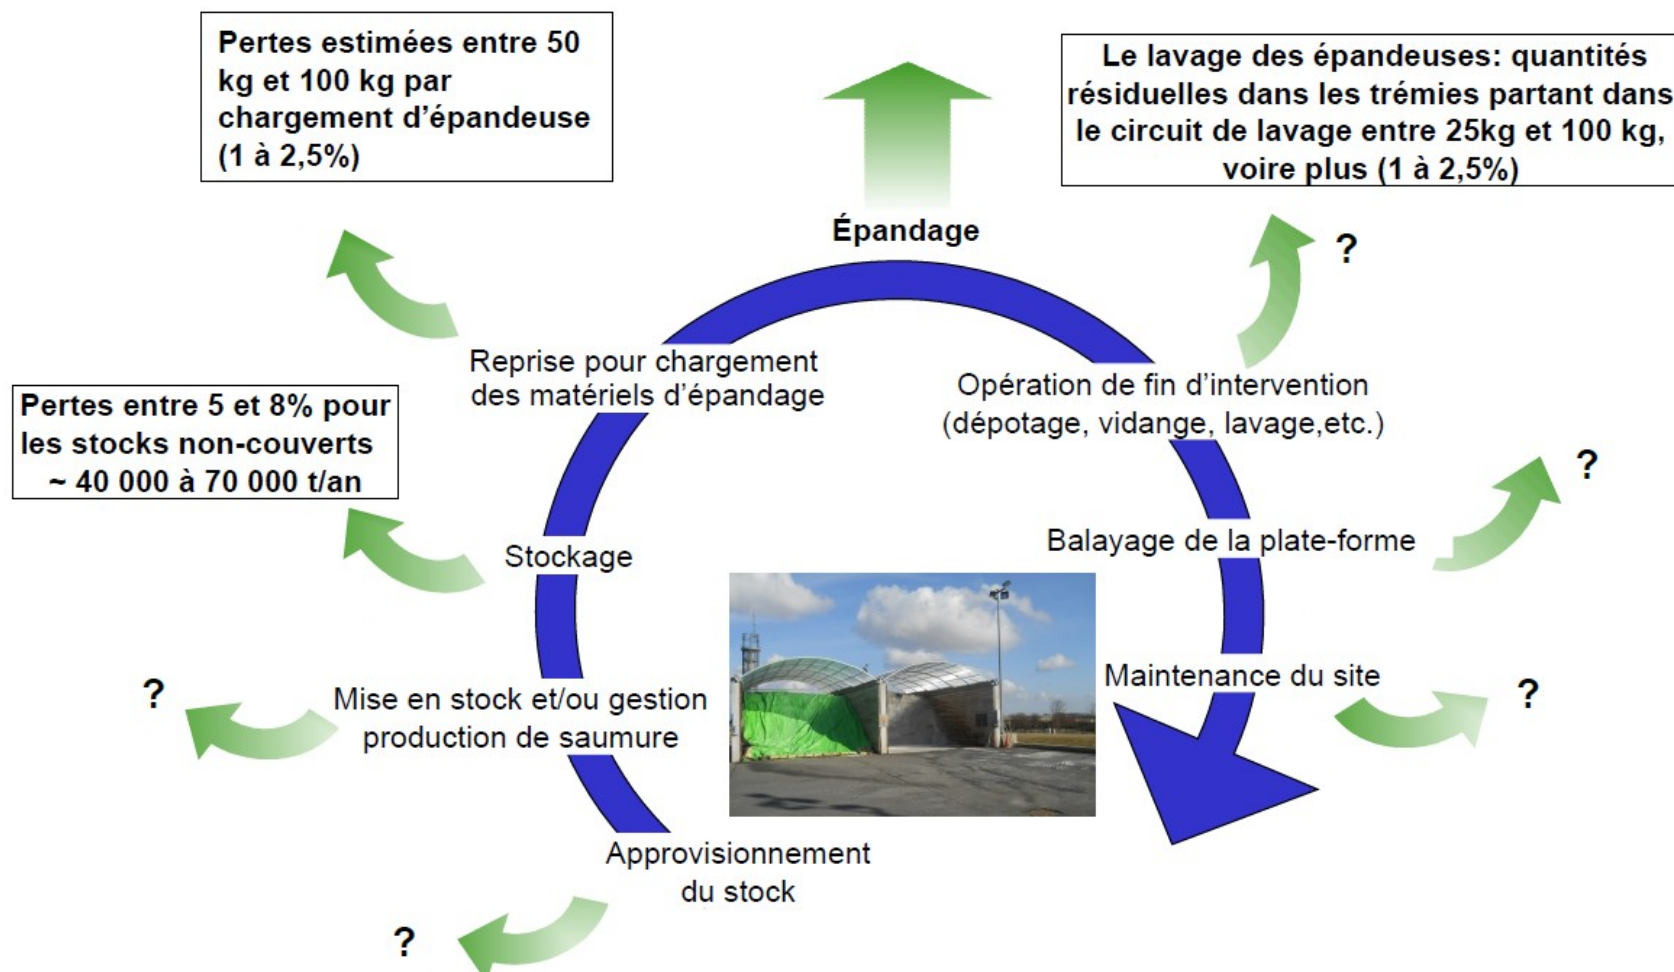 Pertes estimées entre 50
kg et 100 kg par
chargement d'épandeuse
(1 à 2,5%)
Le lavage des épandeuses: quantités
résiduelles dans les trémies partant dans
le circuit de lavage entre 25kg et 100 kg,
voire plus (1 à 2,5%)
Épandage
?
Reprise pour chargement
des matériels d'épandage
Opération de fin d'intervention
(dépotage, vidange, lavage,etc.)
Pertes entre 5 et 8% pour
les stocks non-couverts
~ 40 000 à 70 000 t/an
?
Stockage
Balayage de la plate-forme
?
Mise en stock et/ou gestion
production de saumure
Maintenance du site
?
Approvisionnement
du stock
?